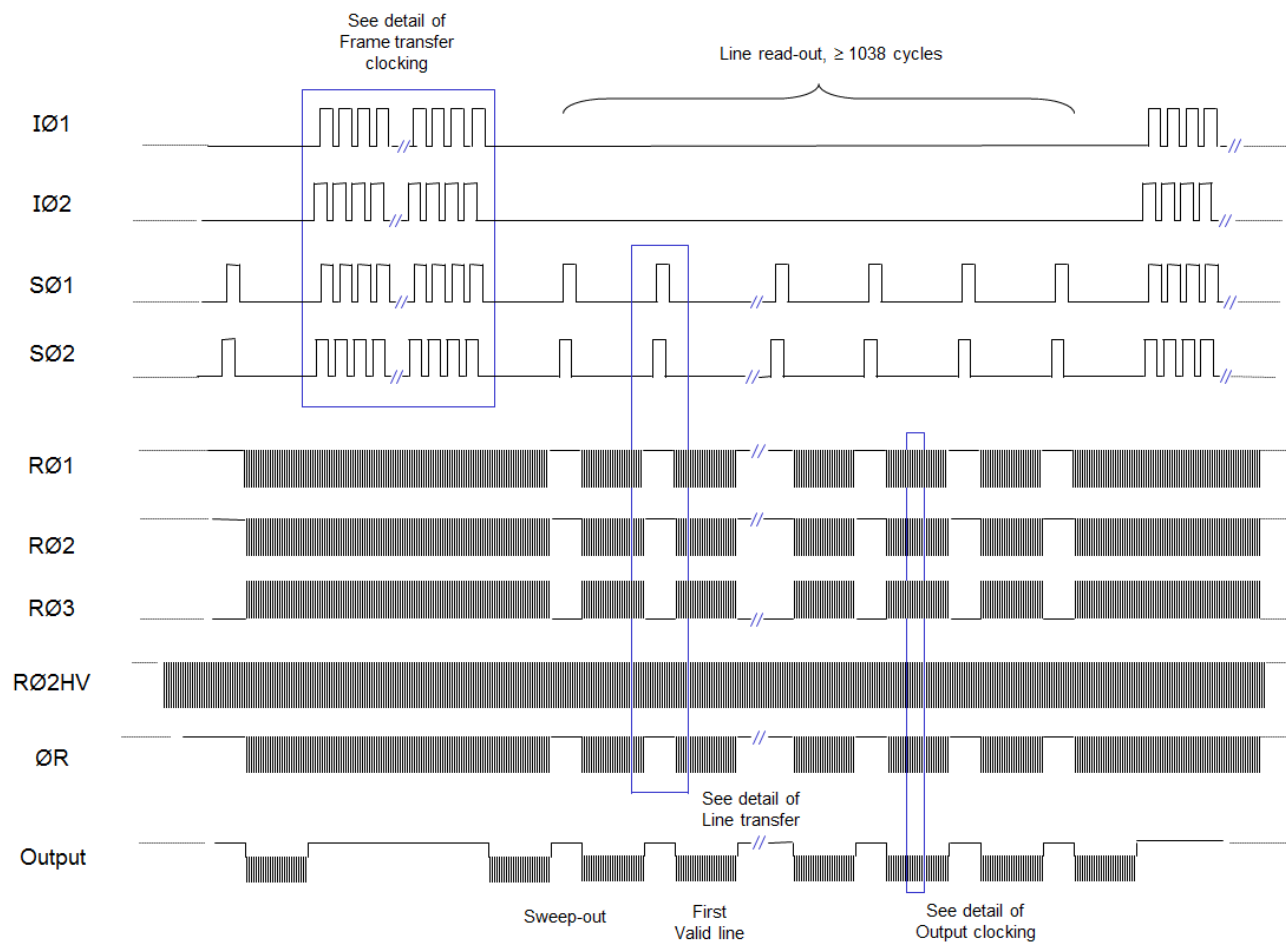 See detail of
Frame transfer
clocking
Line read-out, ≥ 1038 cycles
IØ1
IØ2
SØ1
SØ2
RØ1
RØ2
RØ3
RØ2HV
ØR
See detail of
Line transfer
Output
Sweep-out
First
Valid line
See detail of
Output clocking